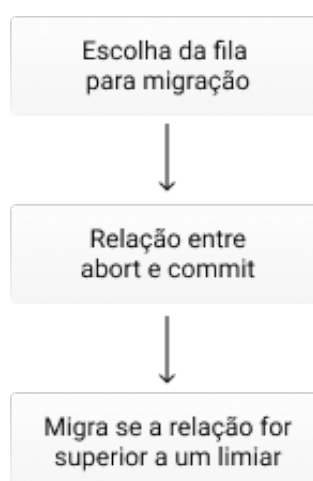 Escolha da fila
para migração
Relação entre
abort e commit
Migra se a relação for
superior a um limiar